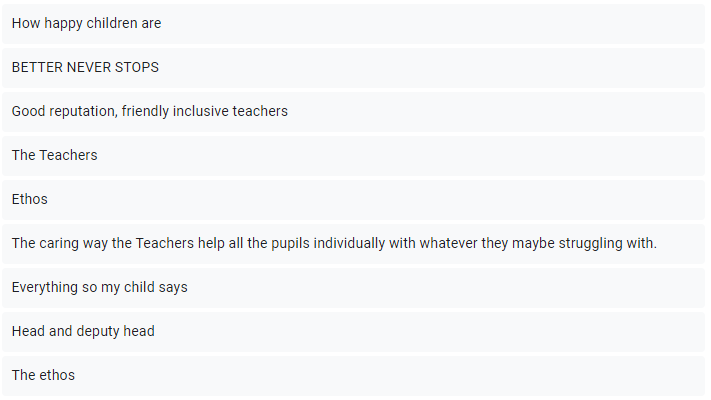 How happy children are
BETTER NEVER STOPS
Good reputation, friendly inclusive teachers
The Teachers
Ethos
The caring way the Teachers help all the pupils individually with whatever they maybe struggling with.
Everything so my child says
Head and deputy head
The ethos